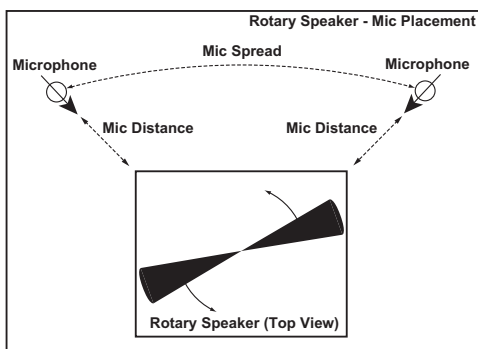 Rotary Speaker - Mic Placement
Mic Spread
Microphone
Microphone
Mic Distance
Mic Distance
Rotary Speaker (Top View)